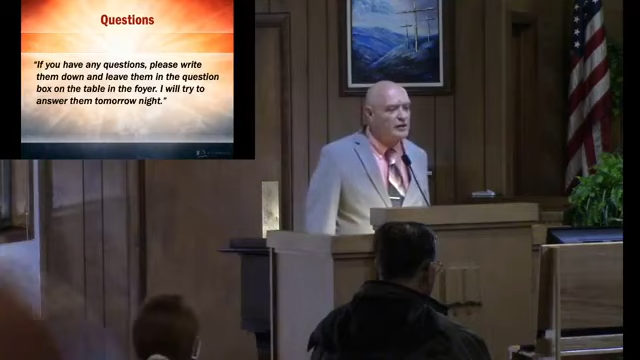 Questions
"If you have any questions, please write
them down and leave them in the question
box on the table in the foyer. I will try to
answer them tomorrow night."